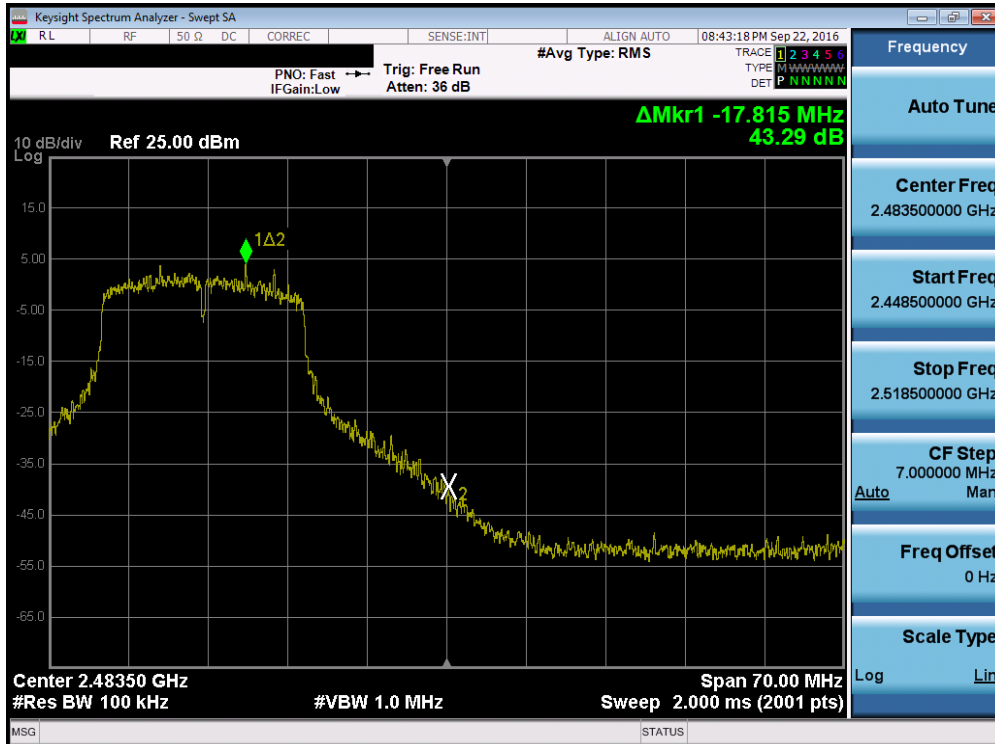 Keysight Spectrum Analyzer - Swept SA
LXI RL RF 50 Ω DC CORREC SENSE:INT ALIGN AUTO 08:43:18 PM Sep 22, 2016
PNO: Fast Trig: Free Run #Avg Type: RMS TRACE 1 2 3 4 5 6
IFGain:Low Atten: 36 dB TYPE M W W W W W
DET P N N N N N
ΔMkr1 -17.815 MHz
43.29 dB
10 dB/div Ref 25.00 dBm
Log
15.0
1Δ2
5.00
-5.00
-15.0
-25.0
-35.0
X2
-45.0
-55.0
-65.0
Center 2.48350 GHz Span 70.00 MHz
#Res BW 100 kHz #VBW 1.0 MHz Sweep 2.000 ms (2001 pts)
MSG STATUS
Frequency
Auto Tune
Center Freq
2.483500000 GHz
Start Freq
2.448500000 GHz
Stop Freq
2.518500000 GHz
CF Step
7.000000 MHz
Auto Man
Freq Offset
0 Hz
Scale Type
Log Lin